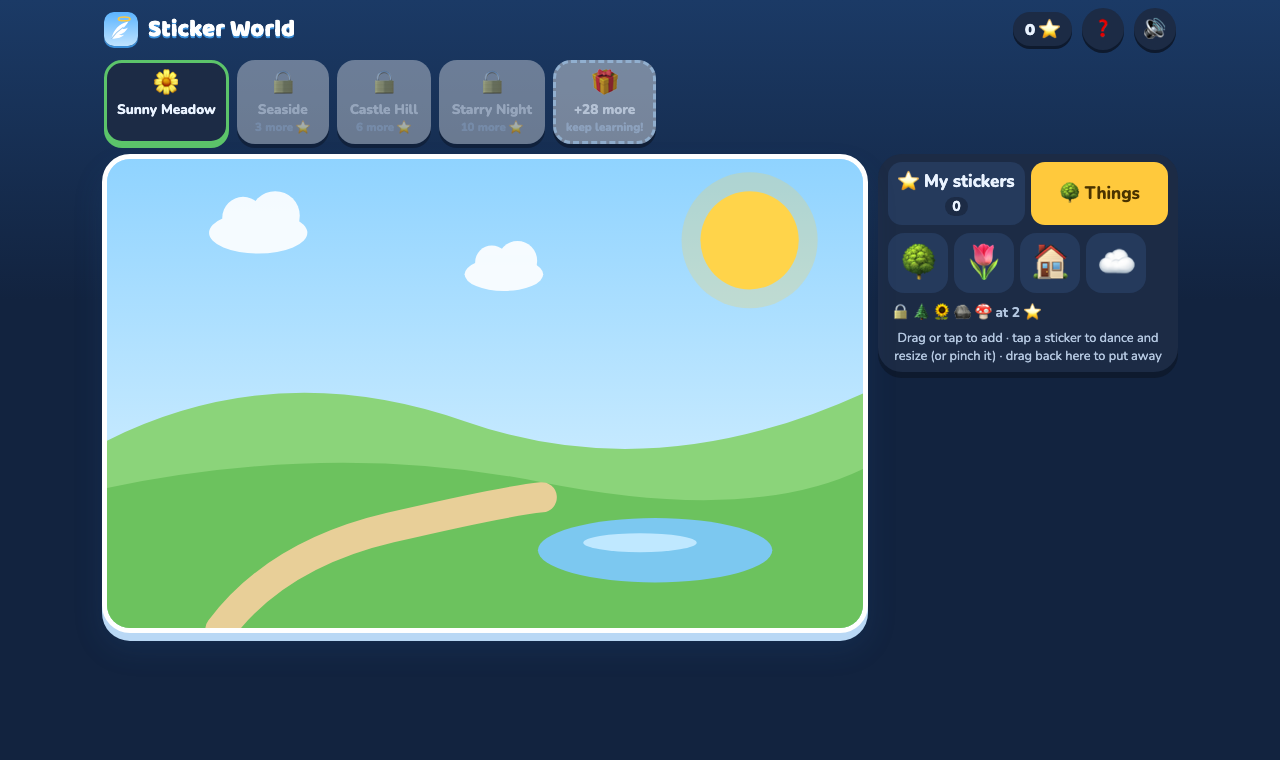 Sticker World
0
Sunny Meadow
Seaside
3 more
Castle Hill
6 more
Starry Night
10 more
+28 more
keep learning!
My stickers
0
Things
at 2
Drag or tap to add · tap a sticker to dance and
resize (or pinch it) · drag back here to put away